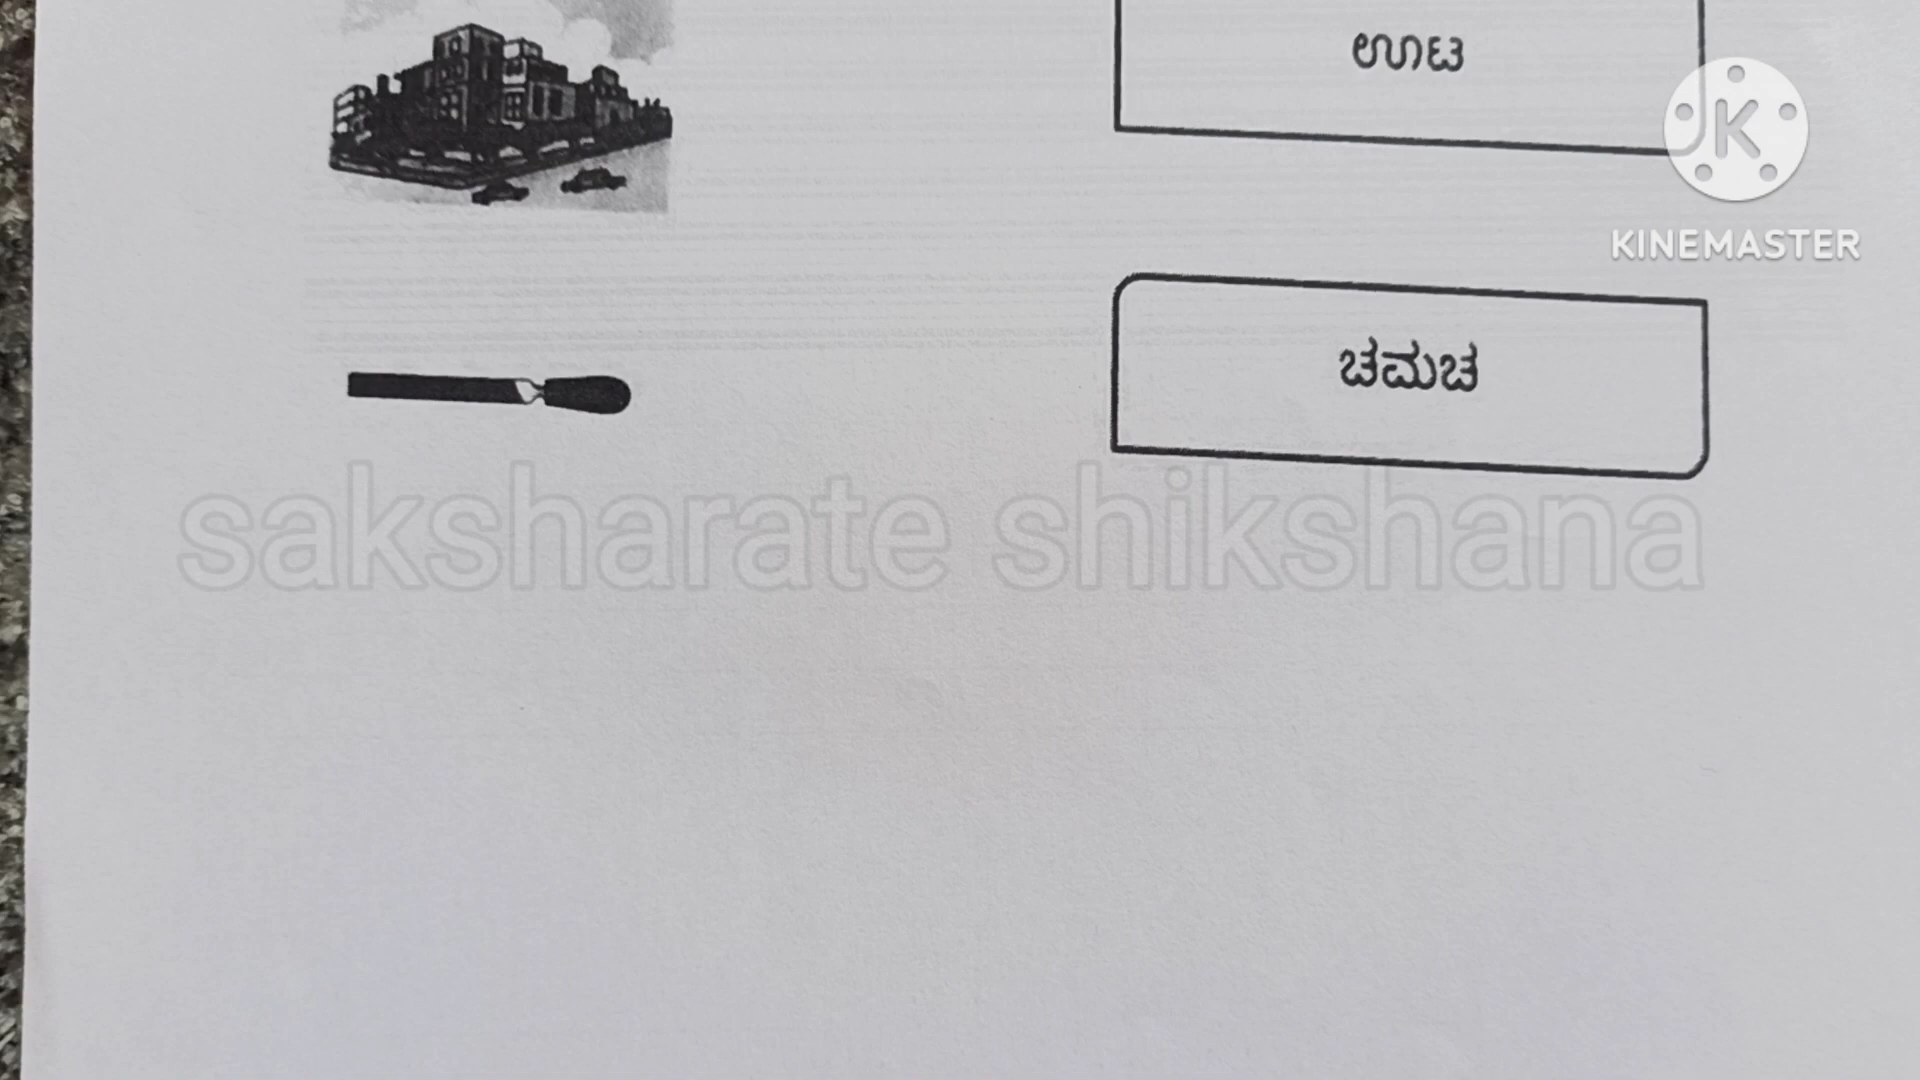 ಊಟ
KINEMASTER
ಚಮಚ
saksharate shikshana